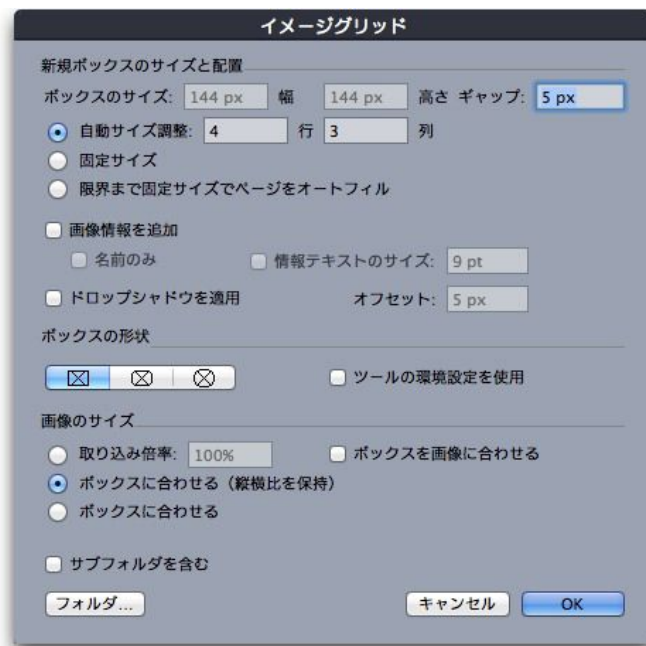 イメージグリッド
新規ボックスのサイズと配置
ボックスのサイズ: 144 px 幅 144 px 高さ ギャップ: 5 px
自動サイズ調整: 4 行 3 列
固定サイズ
限界まで固定サイズでページをオートフィル
画像情報を追加
名前のみ 情報テキストのサイズ: 9 pt
ドロップシャドウを適用 オフセット: 5 px
ボックスの形状
ツールの環境設定を使用
画像のサイズ
取り込み倍率: 100% ボックスを画像に合わせる
ボックスに合わせる（縦横比を保持）
ボックスに合わせる
サブフォルダを含む
フォルダ... キャンセル OK